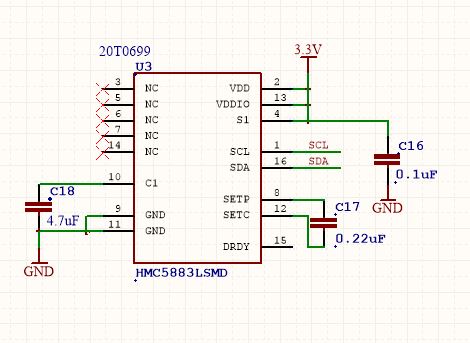 20T0699
U3
3.3V
3 NC VDD 2
5 NC VDDIO 13
6 NC S1 4
7 NC
14 NC SCL 1 SCL
SDA 16 SDA
C16
0.1uF
GND
10 C1
C18
4.7uF
SETP 8
9 GND SETC 12
11 GND
C17
0.22uF
DRDY 15
GND
HMC5883LSMD